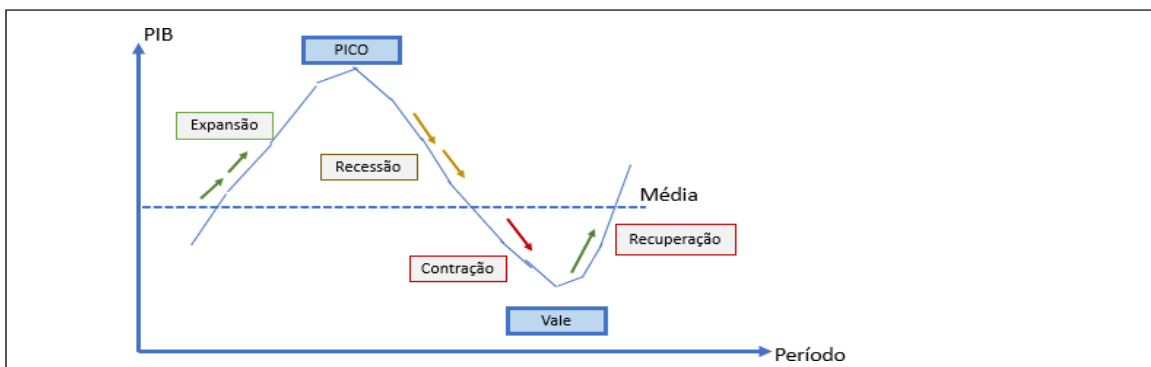 PIB
PICO
Expansão
Recessão
Média
Recuperação
Contração
Vale
Período